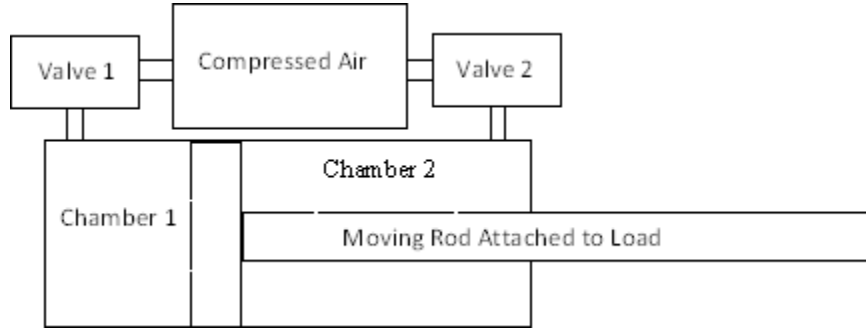 Valve 1
Compressed Air
Valve 2
Chamber 2
Chamber 1
Moving Rod Attached to Load